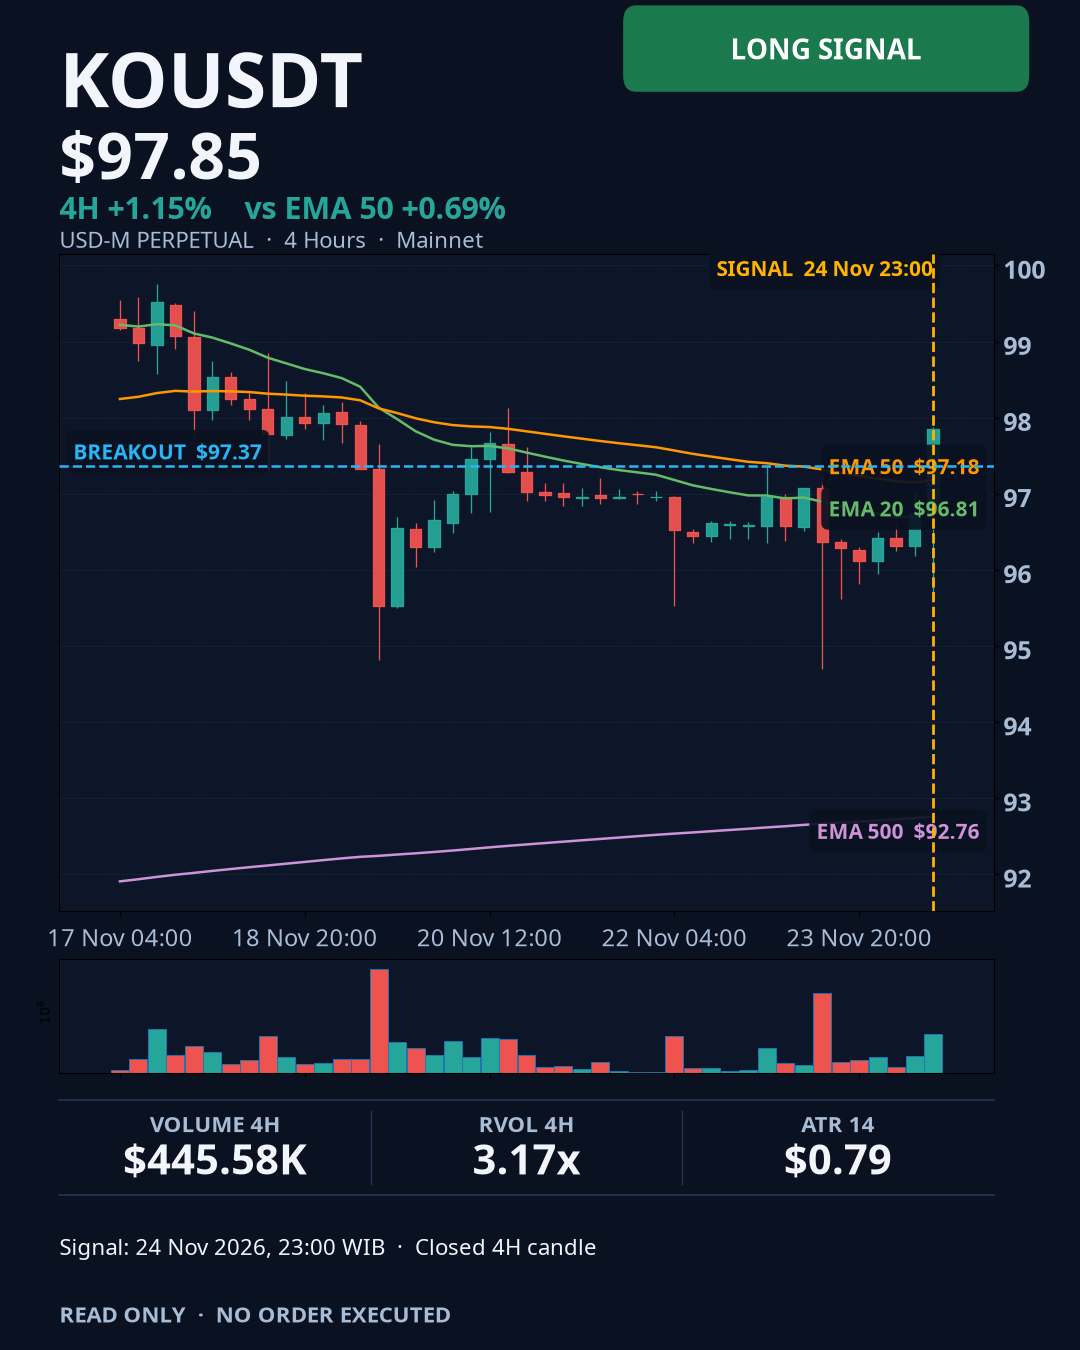 LONG SIGNAL
KOUSDT
$97.85
4H +1.15% vs EMA 50 +0.69%
USD-M PERPETUAL · 4 Hours · Mainnet
SIGNAL 24 Nov 23:00
100
99
98
BREAKOUT $97.37
EMA 50 $97.18
97
EMA 20 $96.81
96
95
94
93
EMA 500 $92.76
92
17 Nov 04:00 18 Nov 20:00 20 Nov 12:00 22 Nov 04:00 23 Nov 20:00
10⁶
VOLUME 4H RVOL 4H ATR 14
$445.58K 3.17x $0.79
Signal: 24 Nov 2026, 23:00 WIB · Closed 4H candle
READ ONLY · NO ORDER EXECUTED